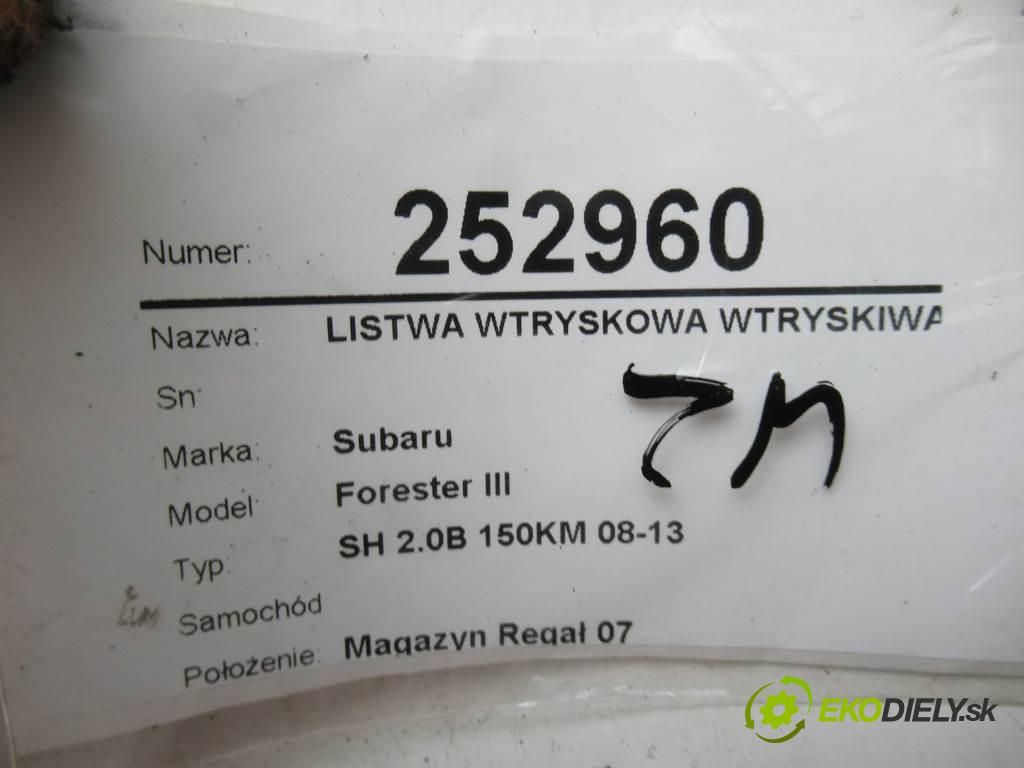 Numer: 252960
Nazwa: LISTWA WTRYSKOWA WTRYSKIWA
Sn:
Marka: Subaru
Model: Forester III
Typ: SH 2.0B 150KM 08-13
Samochód
Położenie: Magazyn Regał 07
EKODIELY.sk